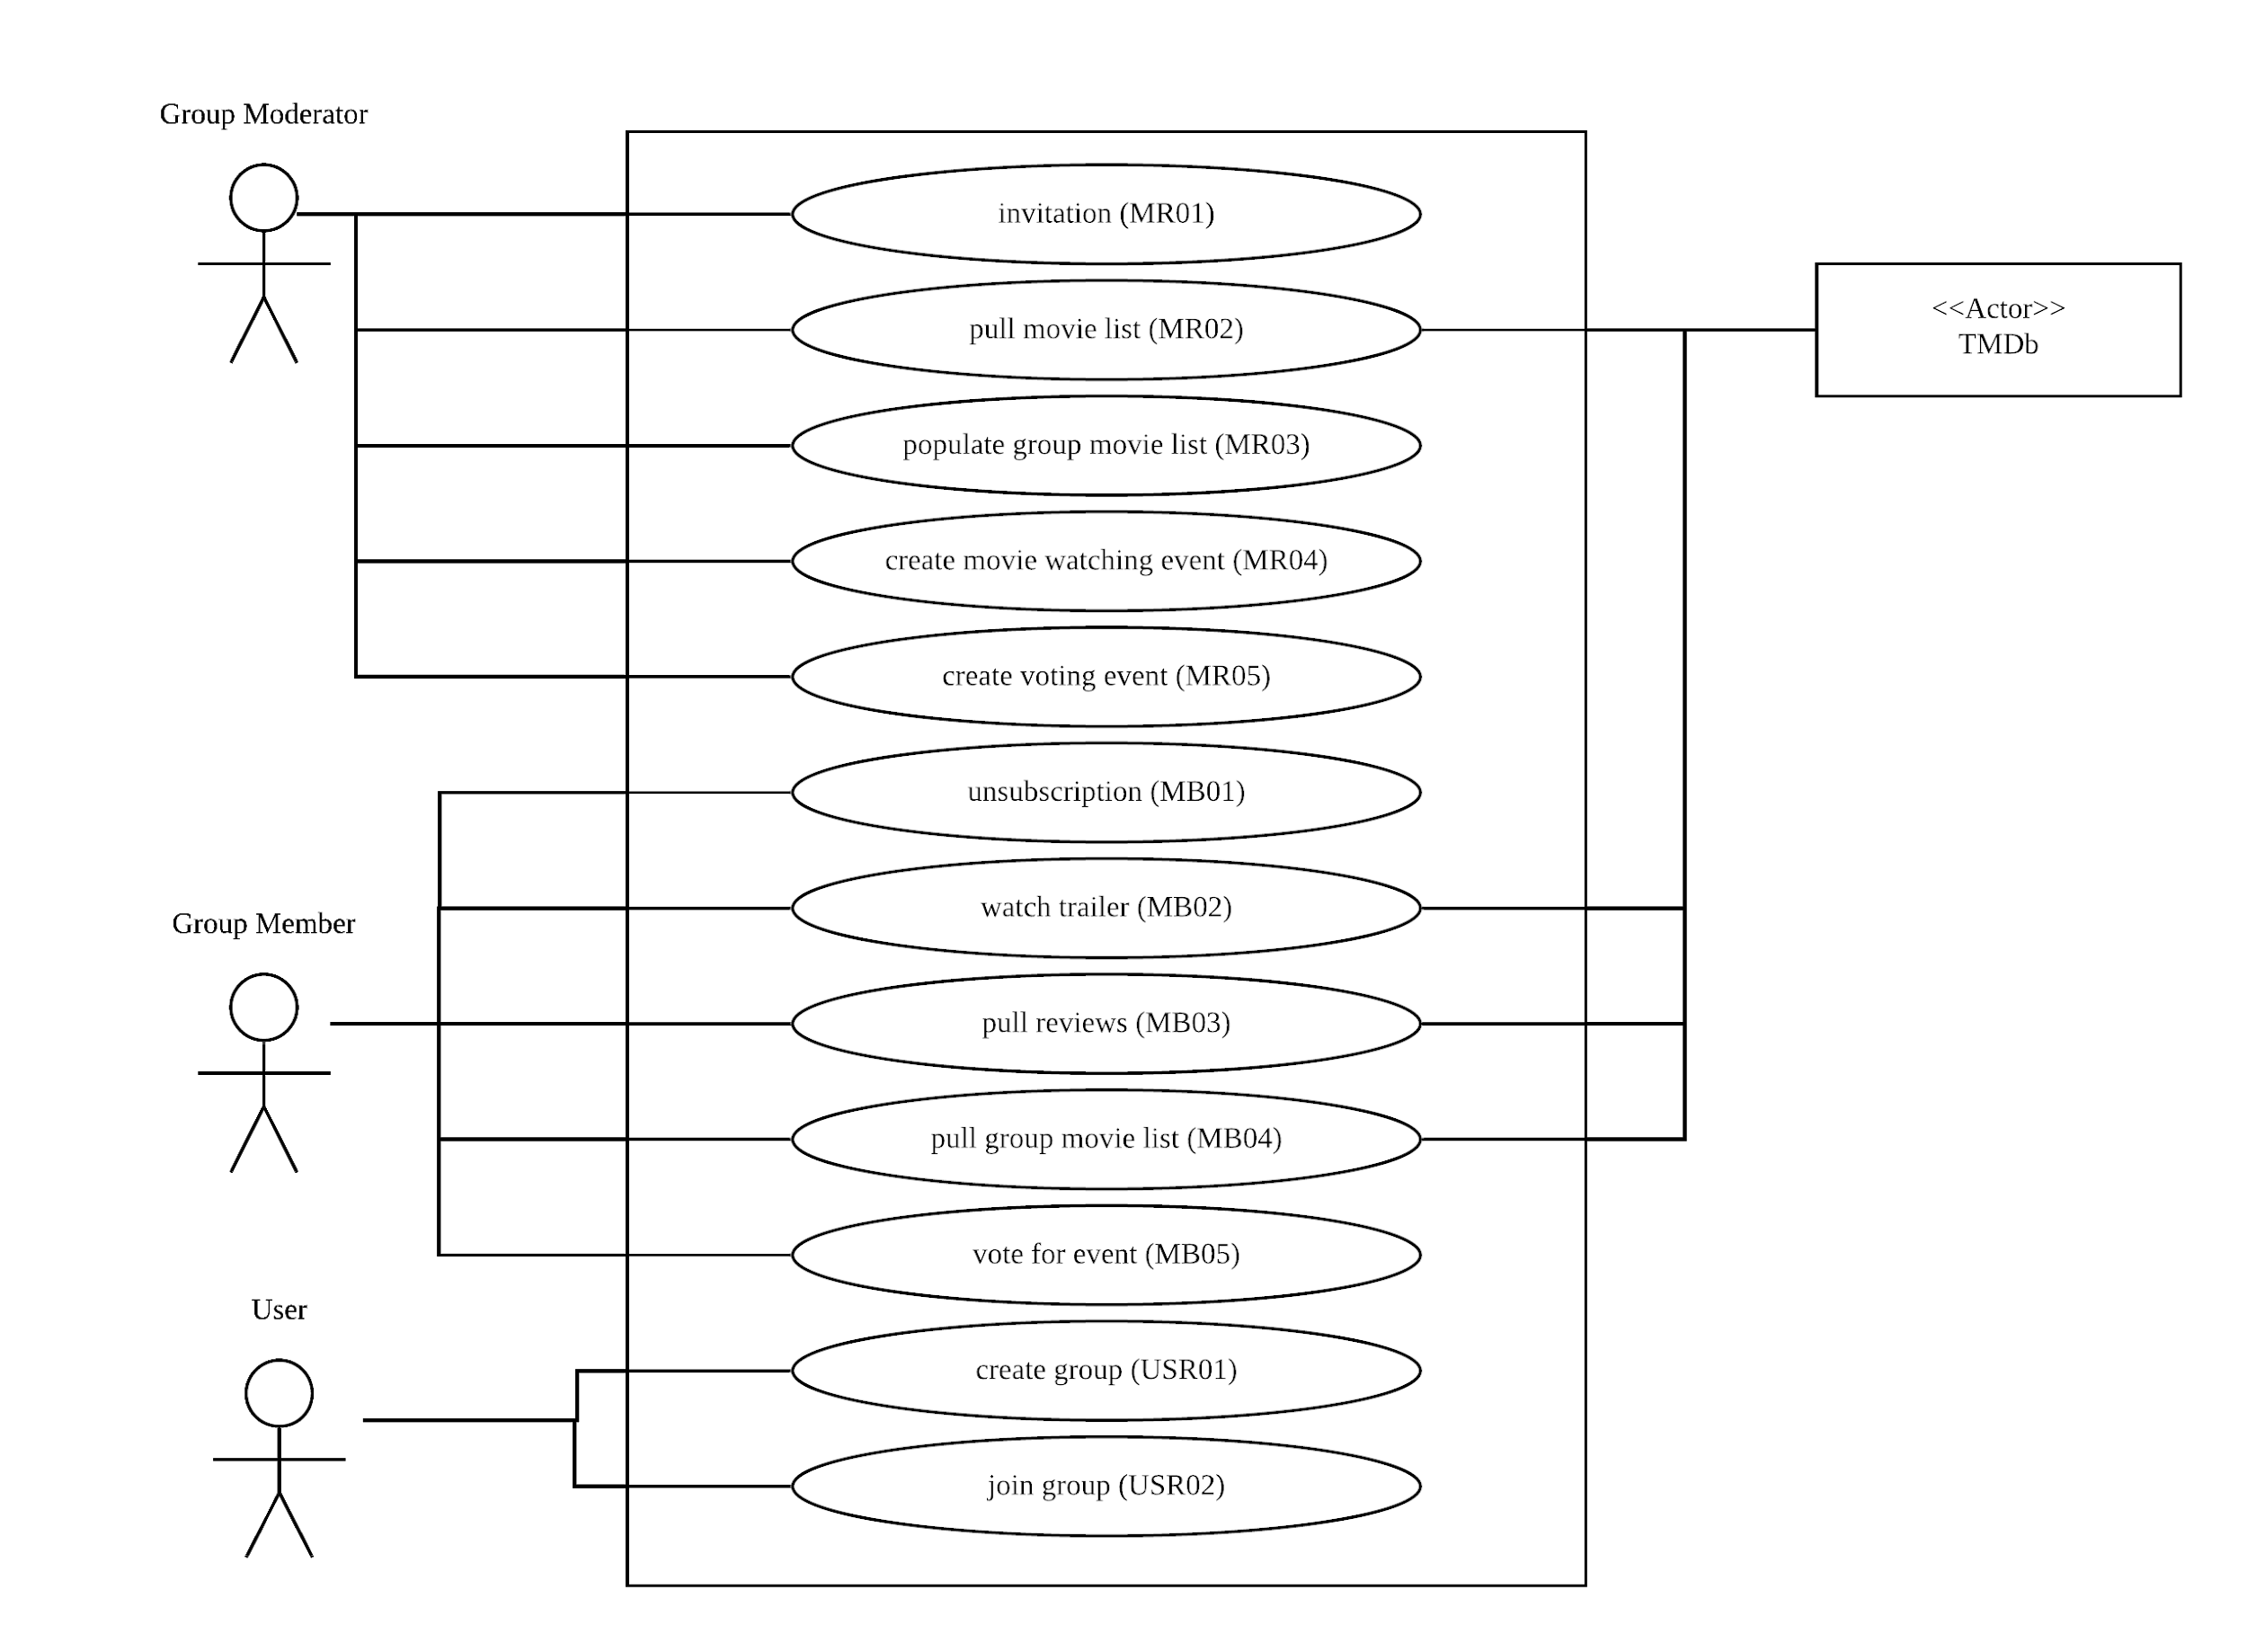 Group Moderator
invitation (MR01)
pull movie list (MR02)
<<Actor>>
TMDb
populate group movie list (MR03)
create movie watching event (MR04)
create voting event (MR05)
unsubscription (MB01)
watch trailer (MB02)
Group Member
pull reviews (MB03)
pull group movie list (MB04)
vote for event (MB05)
User
create group (USR01)
join group (USR02)